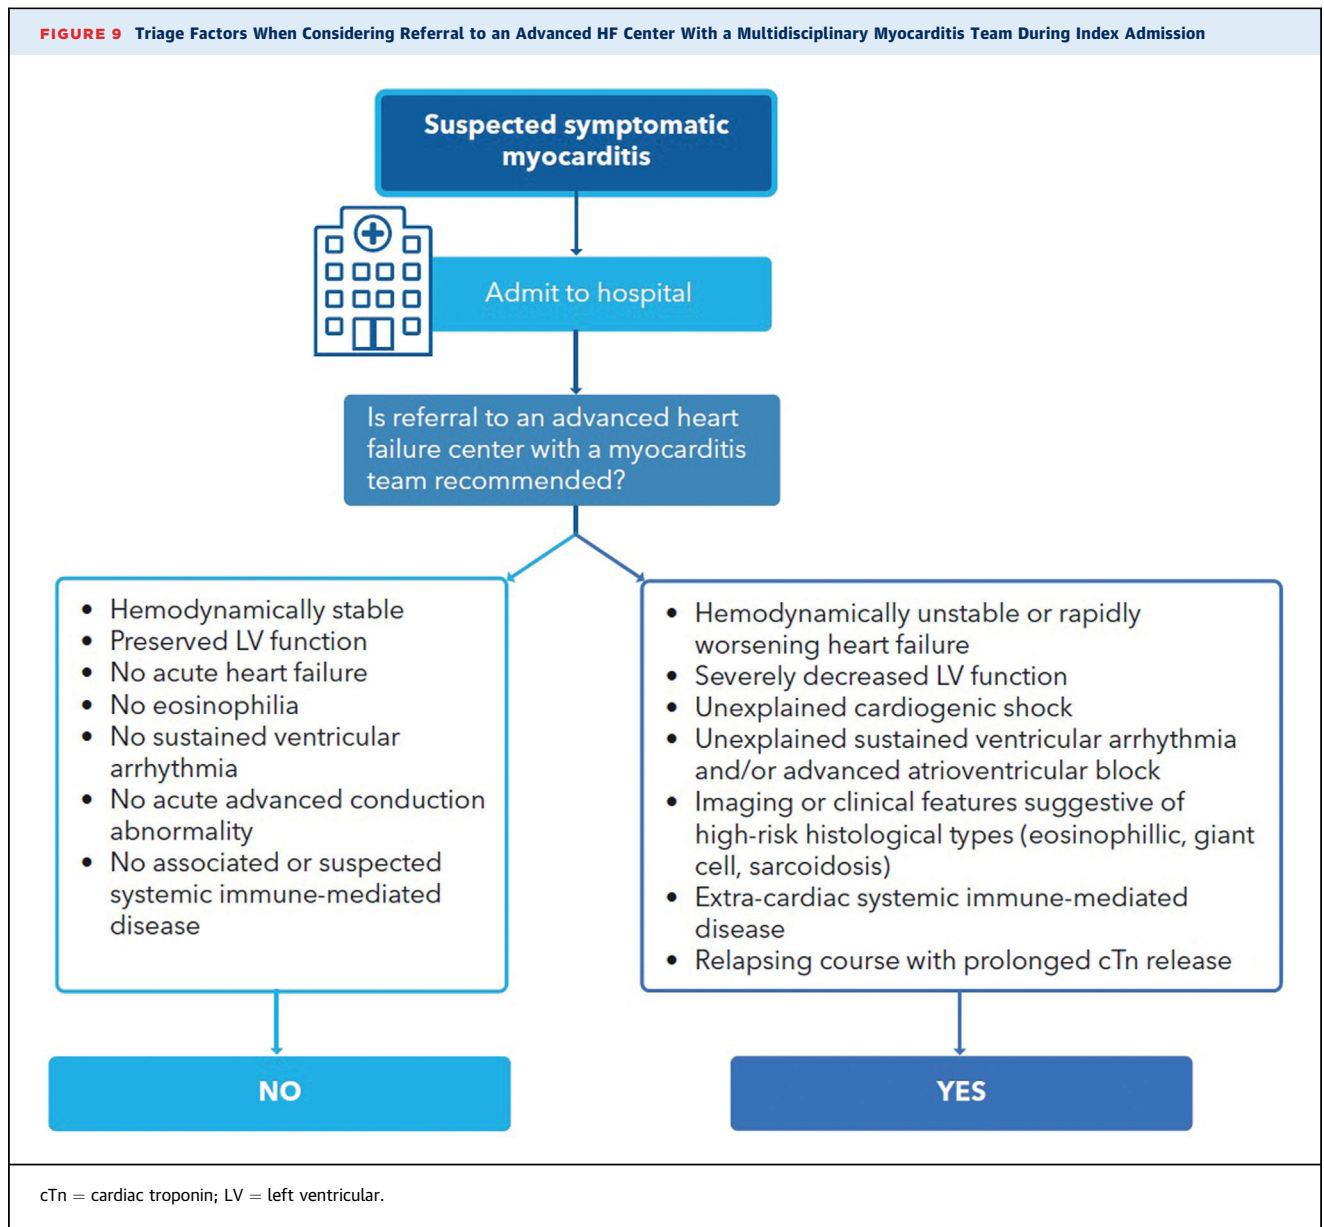 FIGURE 9 Triage Factors When Considering Referral to an Advanced HF Center With a Multidisciplinary Myocarditis Team During Index Admission
Suspected symptomatic
myocarditis
Admit to hospital
Is referral to an advanced heart
failure center with a myocarditis
team recommended?
• Hemodynamically stable
• Preserved LV function
• No acute heart failure
• No eosinophilia
• No sustained ventricular
arrhythmia
• No acute advanced conduction
abnormality
• No associated or suspected
systemic immune-mediated
disease
• Hemodynamically unstable or rapidly
worsening heart failure
• Severely decreased LV function
• Unexplained cardiogenic shock
• Unexplained sustained ventricular arrhythmia
and/or advanced atrioventricular block
• Imaging or clinical features suggestive of
high-risk histological types (eosinophillic, giant
cell, sarcoidosis)
• Extra-cardiac systemic immune-mediated
disease
• Relapsing course with prolonged cTn release
NO
YES
cTn = cardiac troponin; LV = left ventricular.